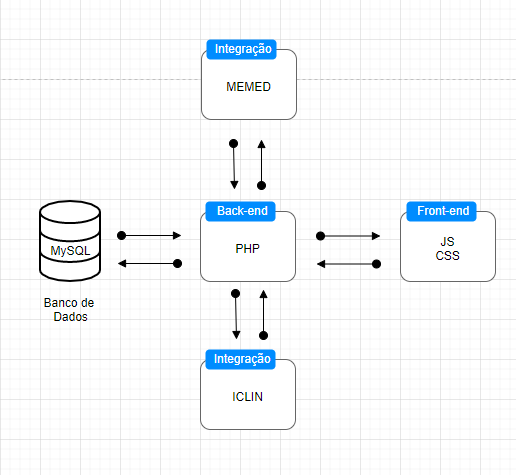 Integração
MEMED
Back-end
PHP
Front-end
JS
CSS
MySQL
Banco de
Dados
Integração
ICLIN